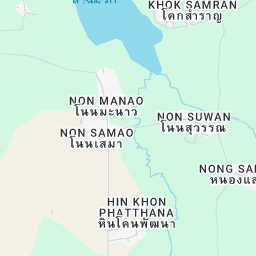 KHOK SAMRAN
โคกสำราญ
NON MANAO
โนนมะนาว
NON SUWAN
โนนสุวรรณ
NON SAMAO
โนนเสมา
NONG SA
หนองแส
HIN KHON
PHATTHANA
หินโคนพัฒนา